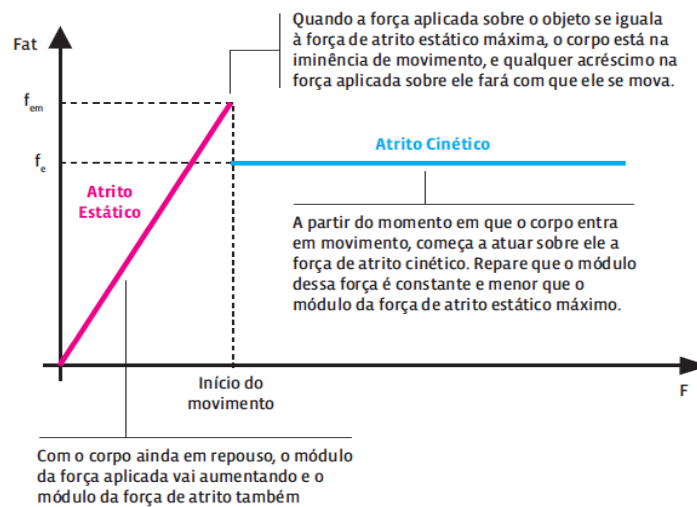 Quando a força aplicada sobre o objeto se iguala
à força de atrito estático máxima, o corpo está na
iminência de movimento, e qualquer acréscimo na
força aplicada sobre ele fará com que ele se mova.
Fat
f em
f e
Atrito Cinético
Atrito
Estático
A partir do momento em que o corpo entra
em movimento, começa a atuar sobre ele a
força de atrito cinético. Repare que o módulo
dessa força é constante e menor que o
módulo da força de atrito estático máximo.
Início do
movimento
F
Com o corpo ainda em repouso, o módulo
da força aplicada vai aumentando e o
módulo da força de atrito também